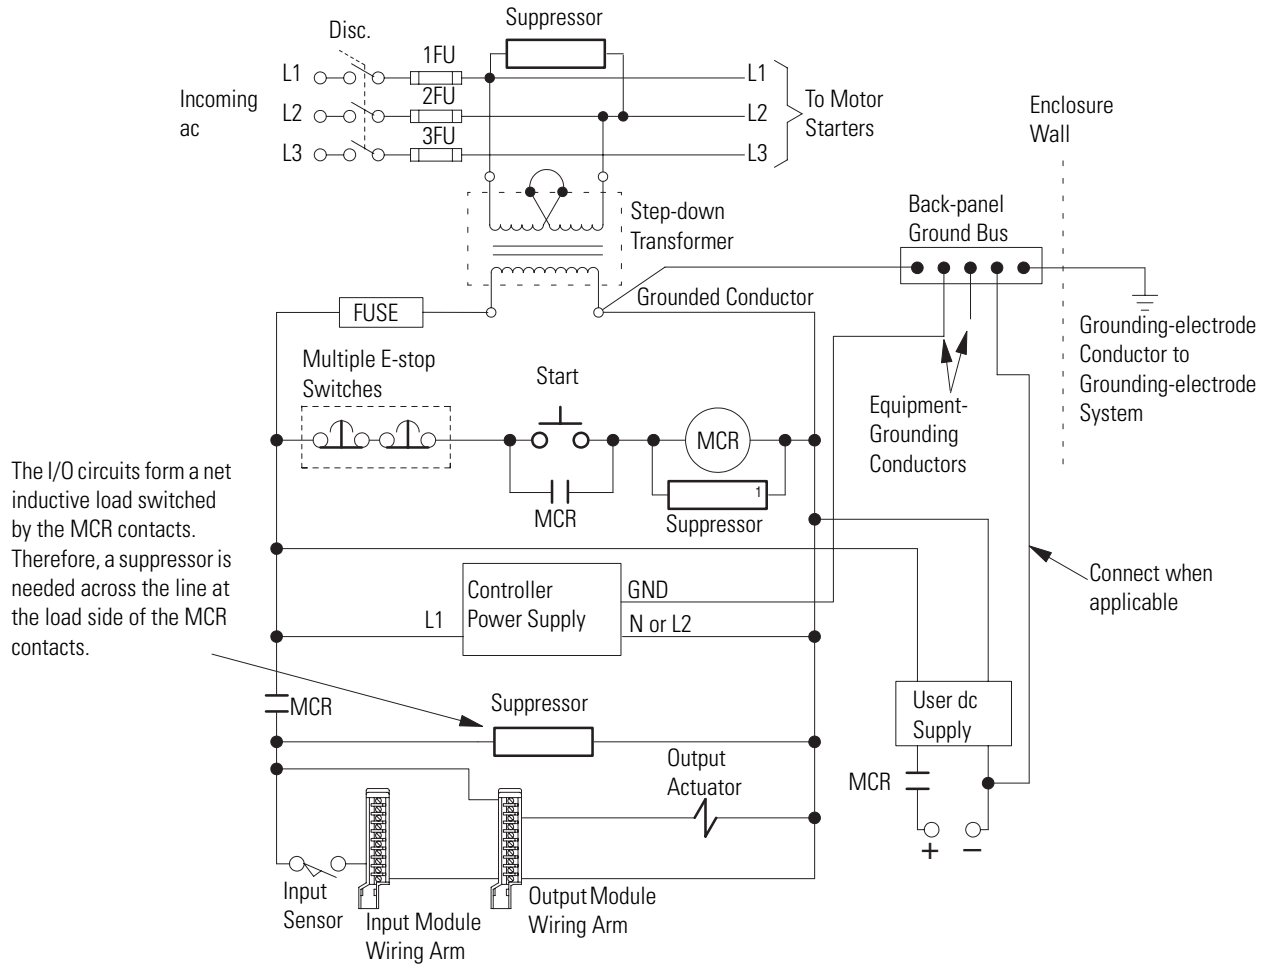 Suppressor
Disc.
1FU
L1
L1
Incoming
ac
2FU
L2
L2
To Motor
Starters
3FU
L3
L3
Enclosure
Wall
Step-down
Transformer
Back-panel
Ground Bus
Grounded Conductor
FUSE
Grounding-electrode
Conductor to
Grounding-electrode
System
Multiple E-stop
Switches
Start
Equipment-
Grounding
Conductors
MCR
The I/O circuits form a net
inductive load switched
by the MCR contacts.
Therefore, a suppressor is
needed across the line at
the load side of the MCR
contacts.
1
MCR
Suppressor
Connect when
applicable
Controller
Power Supply
GND
L1
N or L2
MCR
Suppressor
User dc
Supply
Output
Actuator
MCR
+
−
Input
Sensor
Input Module
Wiring Arm
Output Module
Wiring Arm